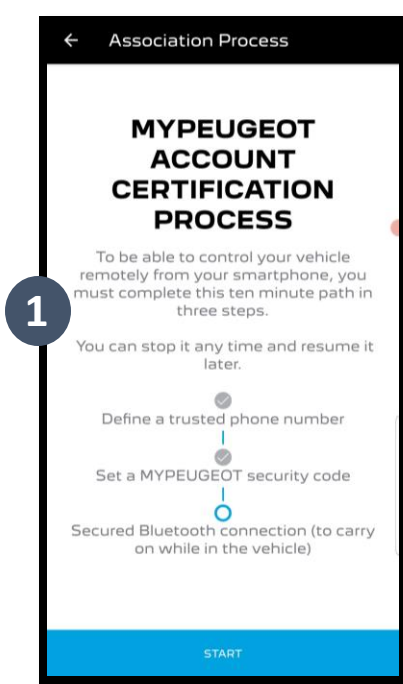 Association Process
MYPEUGEOT
ACCOUNT
CERTIFICATION
PROCESS
To be able to control your vehicle
remotely from your smartphone, you
must complete this ten minute path in
three steps.
1
You can stop it any time and resume it
later.
Define a trusted phone number
Set a MYPEUGEOT security code
Secured Bluetooth connection (to carry
on while in the vehicle)
START